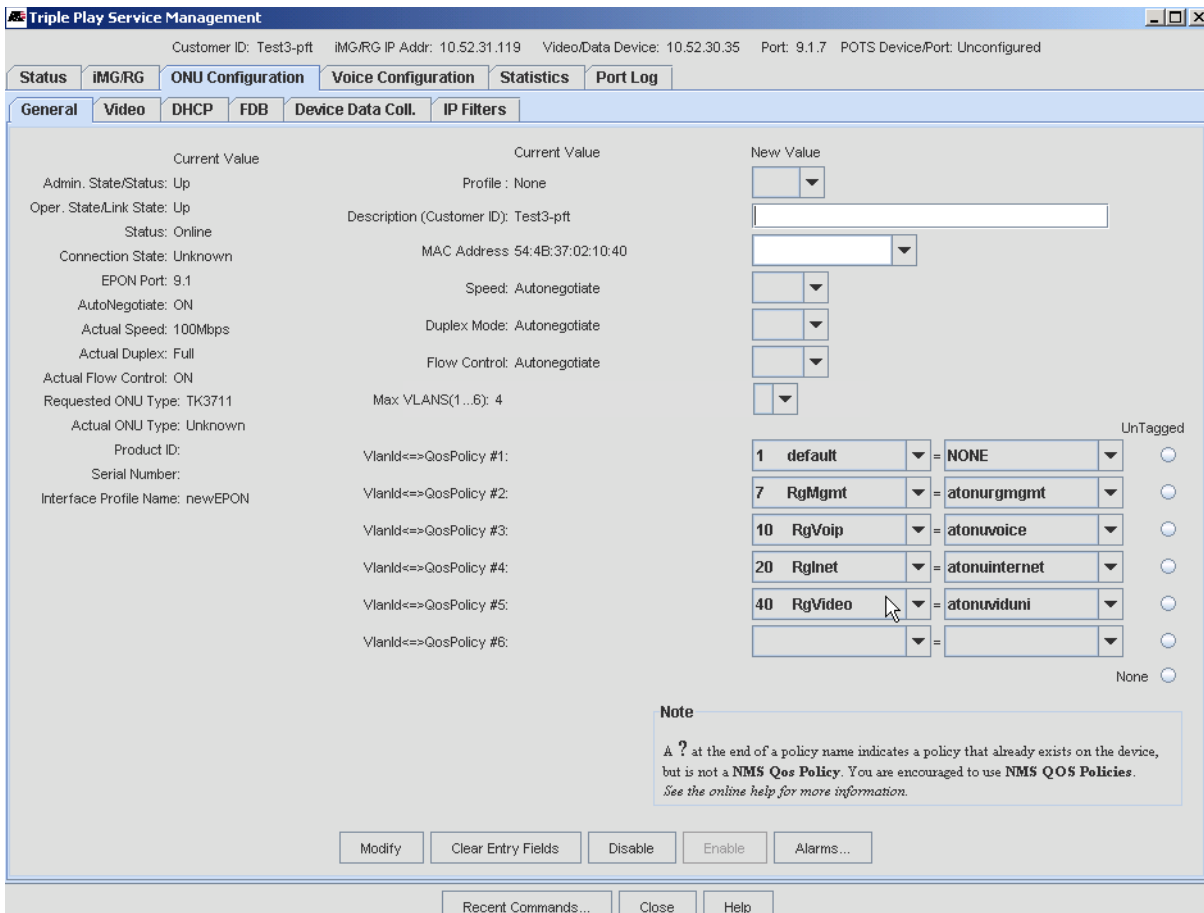 Triple Play Service Management
Customer ID: Test3-pft iMG/RG IP Addr: 10.52.31.119 Video/Data Device: 10.52.30.35 Port: 9.1.7 POTS Device/Port: Unconfigured
Status iMG/RG ONU Configuration Voice Configuration Statistics Port Log
General Video DHCP FDB Device Data Coll. IP Filters
Current Value
Admin. State/Status: Up
Oper. State/Link State: Up
Status: Online
Connection State: Unknown
EPON Port: 9.1
AutoNegotiate: ON
Actual Speed: 100Mbps
Actual Duplex: Full
Actual Flow Control: ON
Requested ONU Type: TK3711
Actual ONU Type: Unknown
Product ID:
Serial Number:
Interface Profile Name: newEPON
Current Value New Value
Profile : None
Description (Customer ID): Test3-pft
MAC Address 54:4B:37:02:10:40
Speed: Autonegotiate
Duplex Mode: Autonegotiate
Flow Control: Autonegotiate
Max VLANS(1...6): 4
UnTagged
VlanId<=>QosPolicy #1: 1 default = NONE
VlanId<=>QosPolicy #2: 7 RgMgmt = atonurgmgmt
VlanId<=>QosPolicy #3: 10 RgVoip = atonuvoice
VlanId<=>QosPolicy #4: 20 RgInet = atonuinternet
VlanId<=>QosPolicy #5: 40 RgVideo = atonuviduni
VlanId<=>QosPolicy #6: =
None
Note
A ? at the end of a policy name indicates a policy that already exists on the device,
but is not a NMS Qos Policy. You are encouraged to use NMS QOS Policies.
See the online help for more information.
Modify Clear Entry Fields Disable Enable Alarms...
Recent Commands... Close Help